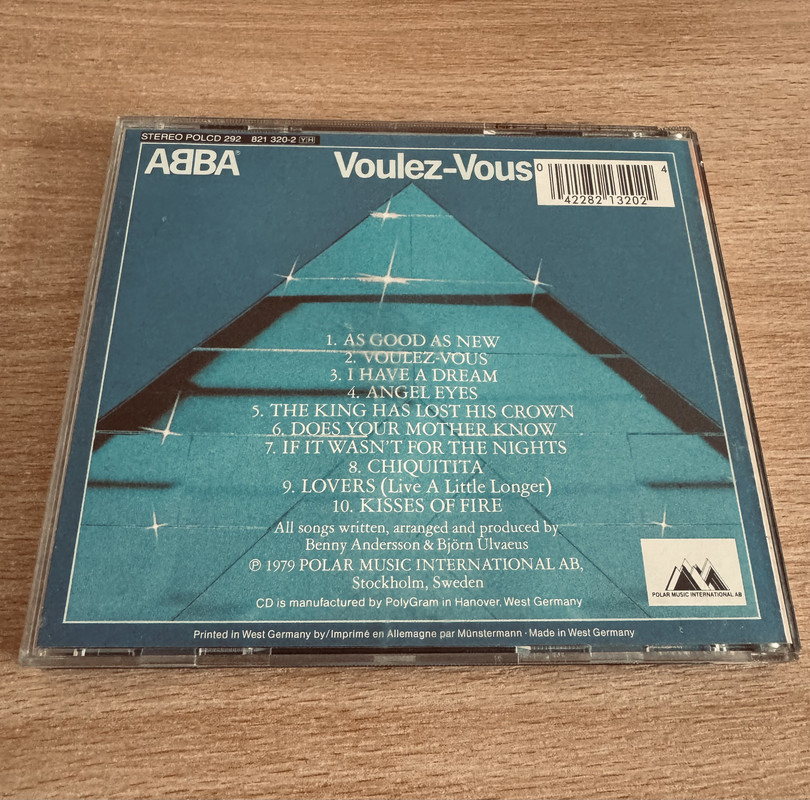 STEREO POLCD 292 821 320-2 YH
ABBA®
Voulez-Vous
0 42282 13202 4
1. AS GOOD AS NEW
2. VOULEZ-VOUS
3. I HAVE A DREAM
4. ANGEL EYES
5. THE KING HAS LOST HIS CROWN
6. DOES YOUR MOTHER KNOW
7. IF IT WASN'T FOR THE NIGHTS
8. CHIQUITITA
9. LOVERS (Live A Little Longer)
10. KISSES OF FIRE
All songs written, arranged and produced by
Benny Andersson & Björn Ulvaeus
℗ 1979 POLAR MUSIC INTERNATIONAL AB,
Stockholm, Sweden
CD is manufactured by PolyGram in Hanover, West Germany
POLAR MUSIC INTERNATIONAL AB
Printed in West Germany by/Imprimé en Allemagne par Münstermann · Made in West Germany